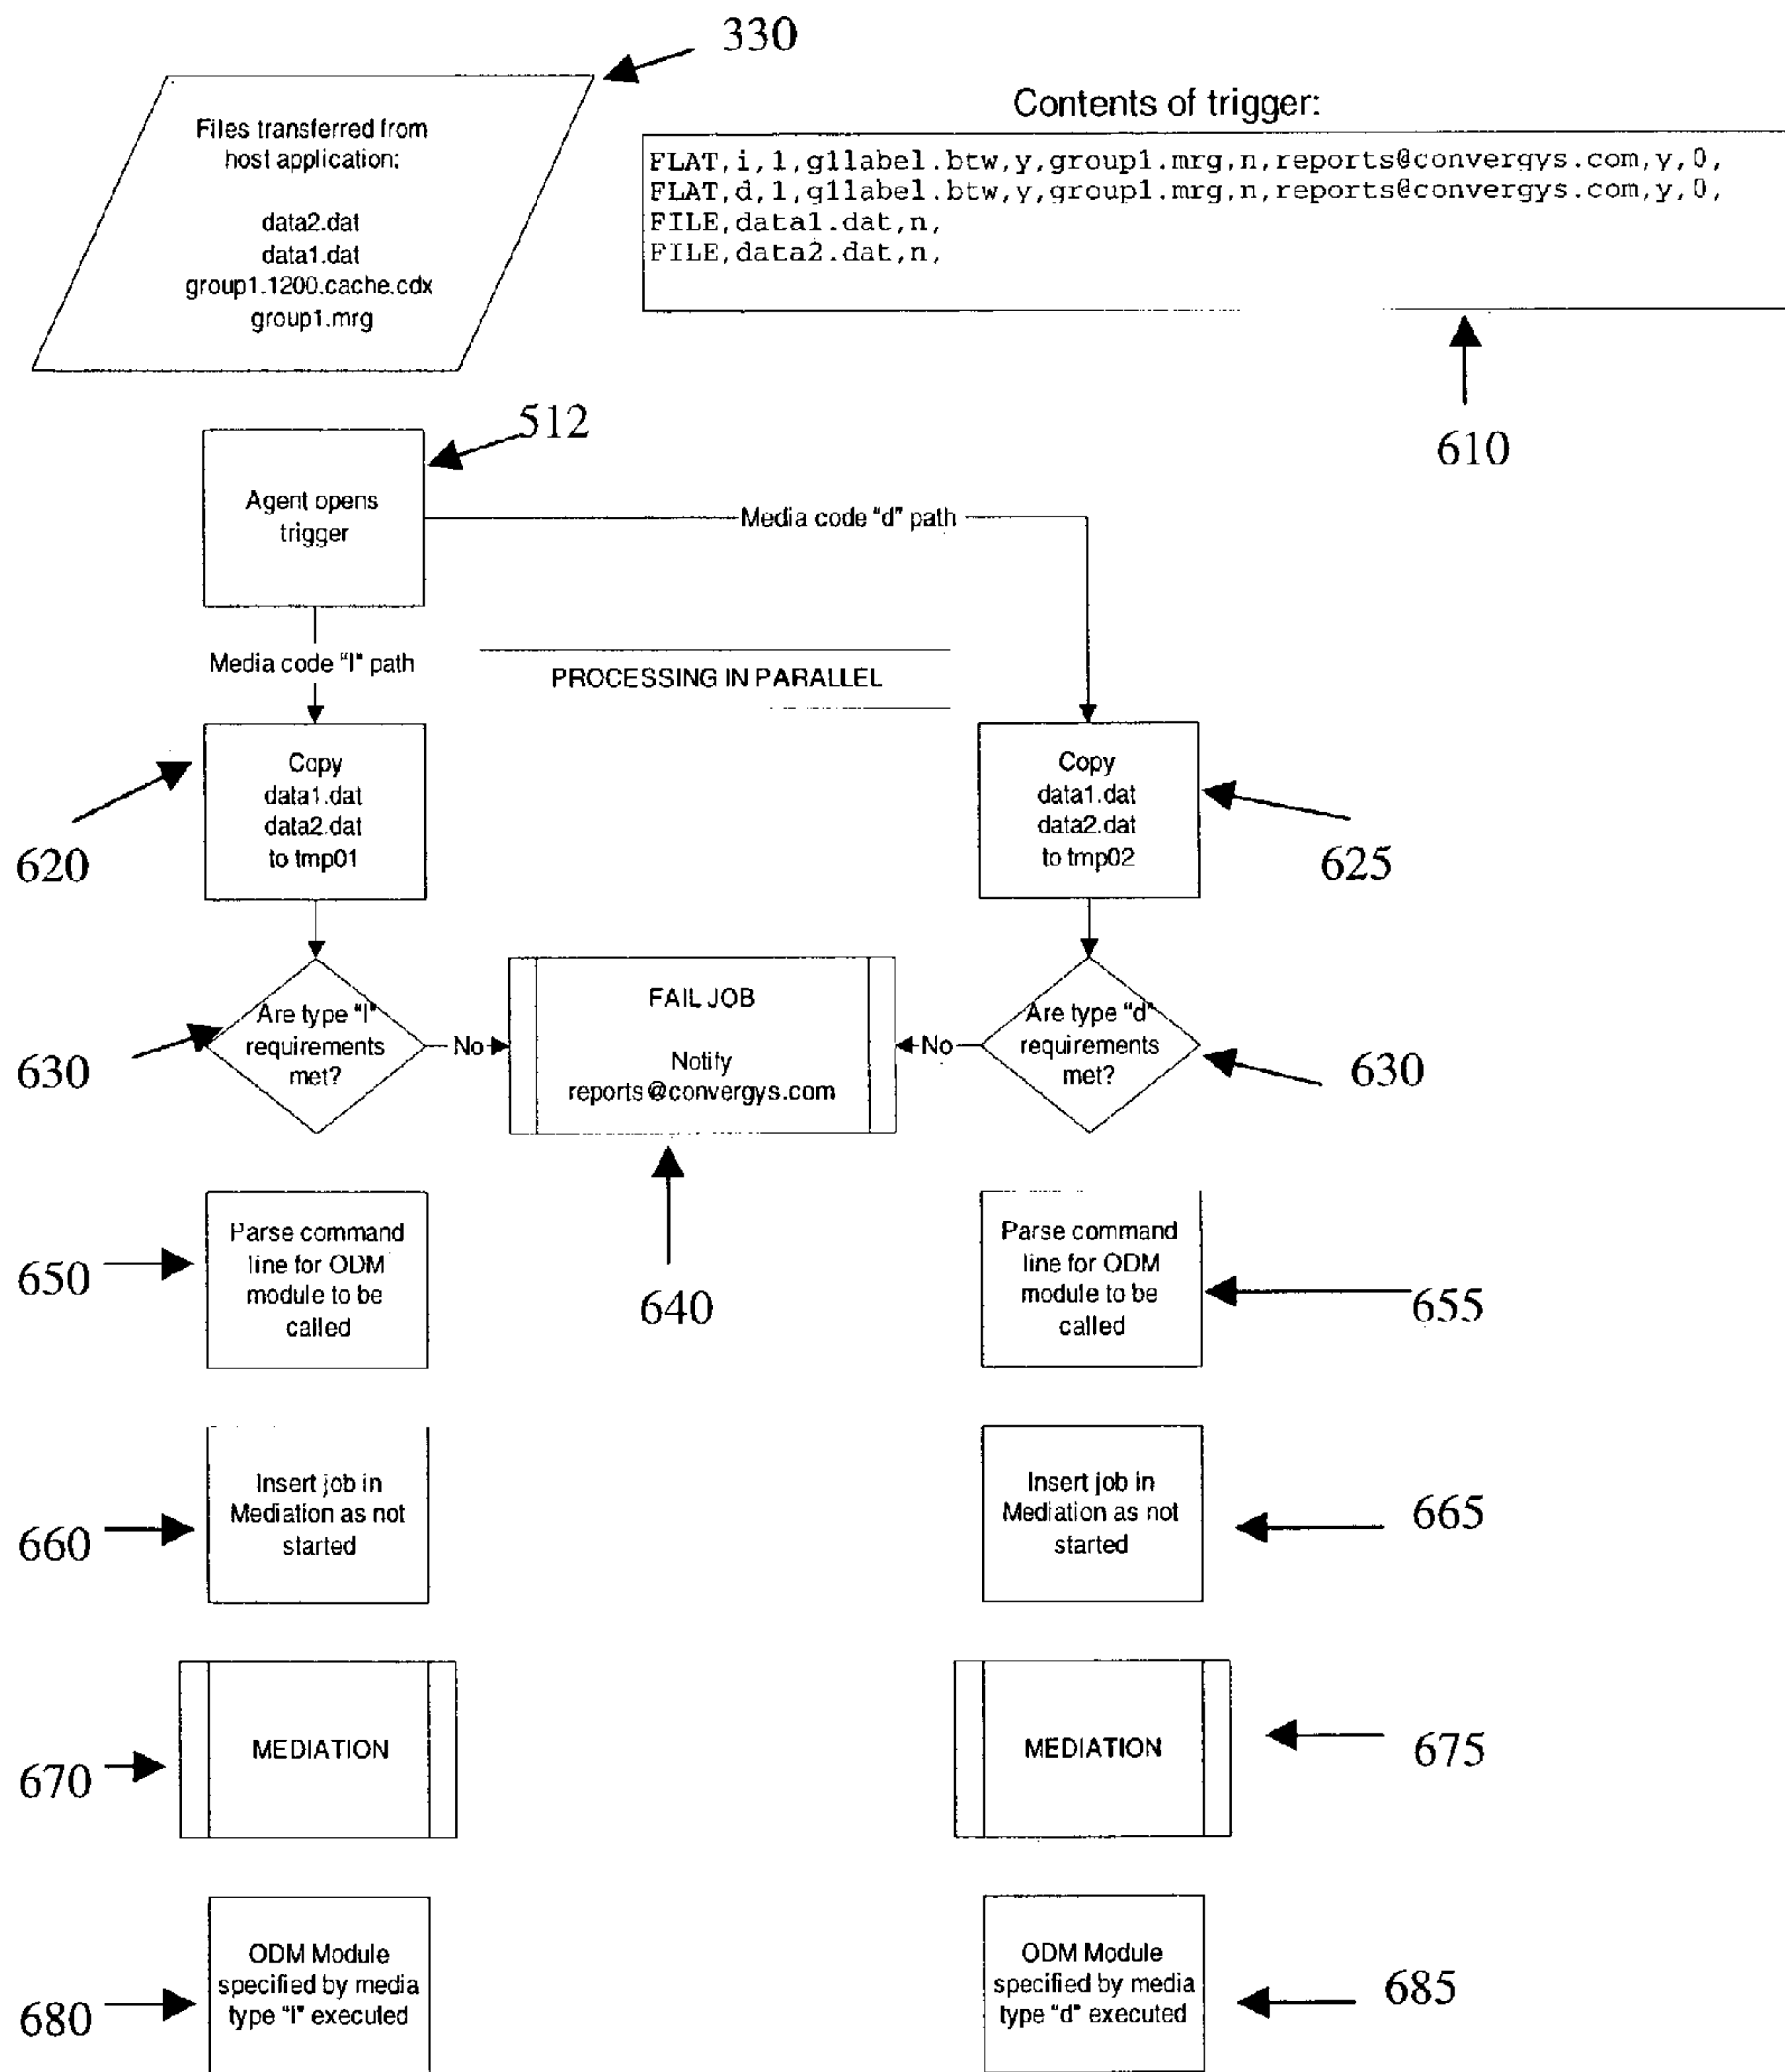 330
Files transferred from
host application:
data2.dat
data1.dat
group1.1200.cache.cdx
group1.mrg
Contents of trigger:
FLAT,i,1,g11label.btw,y,group1.mrg,n,reports@convergys.com,y,0,
FLAT,d,1,g11label.btw,y,group1.mrg,n,reports@convergys.com,y,0,
FILE,data1.dat,n,
FILE,data2.dat,n,
610
512
Agent opens
trigger
Media code "d" path
Media code "I" path
PROCESSING IN PARALLEL
Copy
data1.dat
data2.dat
to tmp01
620
Copy
data1.dat
data2.dat
to tmp02
625
Are type "I"
requirements
met?
630
No
FAIL JOB
Notify
reports@convergys.com
640
No
Are type "d"
requirements
met?
630
Parse command
line for ODM
module to be
called
650
Parse command
line for ODM
module to be
called
655
Insert job in
Mediation as not
started
660
Insert job in
Mediation as not
started
665
MEDIATION
670
MEDIATION
675
ODM Module
specified by media
type "I" executed
680
ODM Module
specified by media
type "d" executed
685